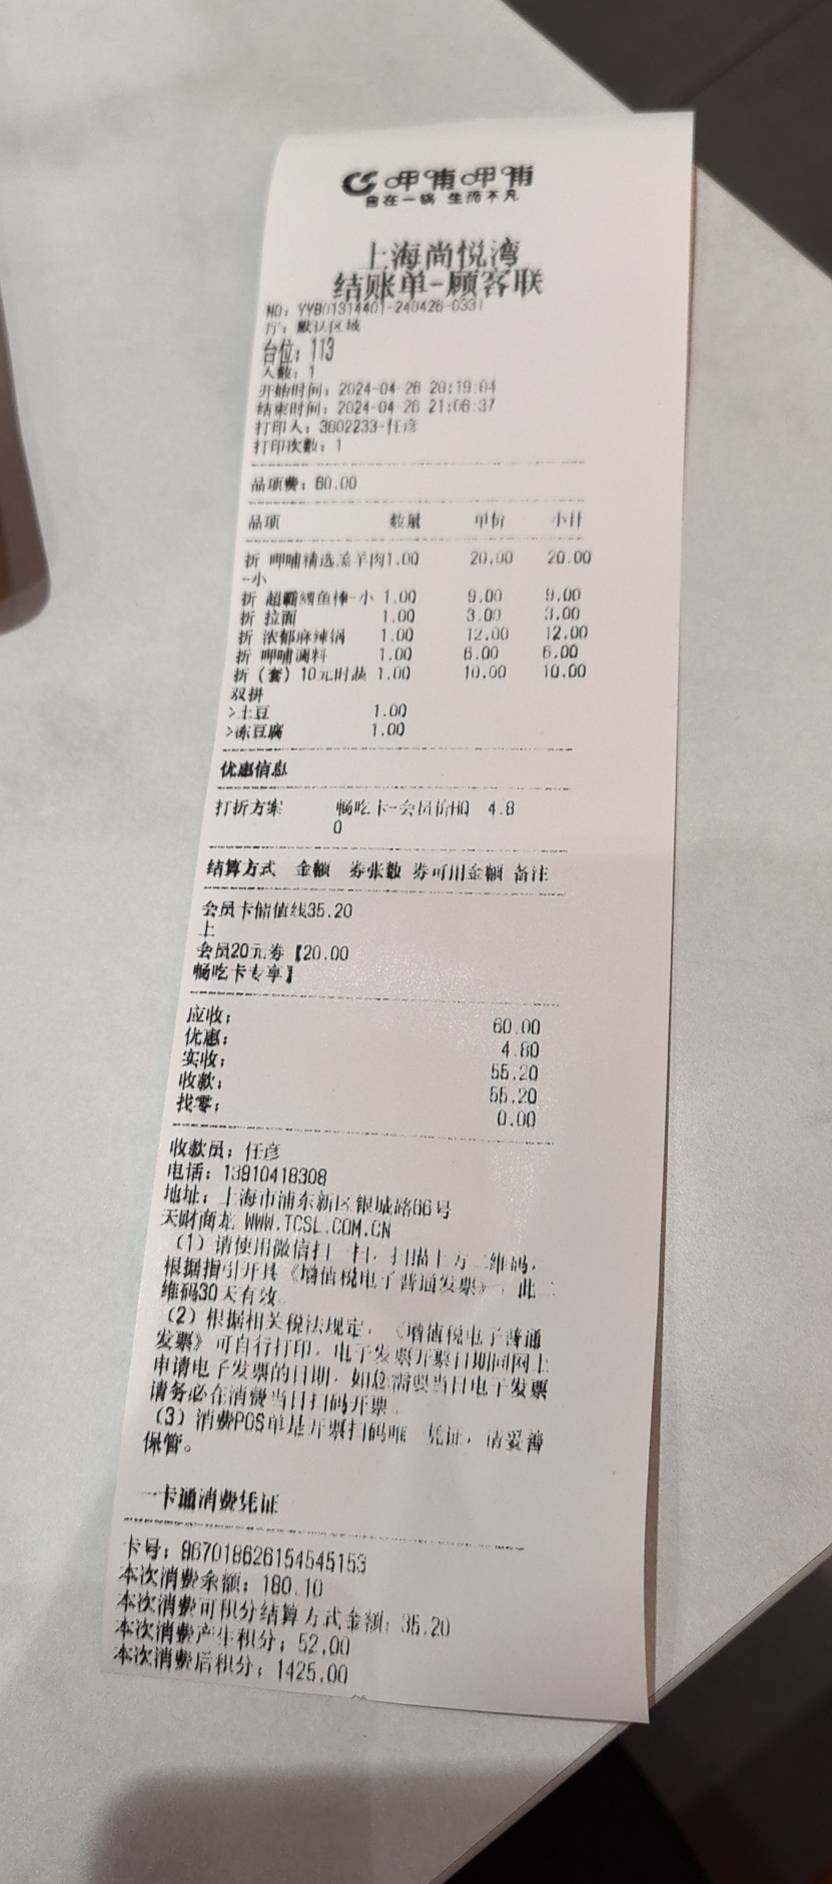 呷哺呷哺
自在一锅 生而不凡
上海尚悦湾
结账单-顾客联
NO: YYB01314401-240426-0331
厅: 默认区域
台位: 113
人数: 1
开始时间: 2024-04-26 20:19:04
结束时间: 2024-04-26 21:06:37
打印人: 3602233-任彦
打印次数: 1
品项费: 60.00
品项 数量 单价 小计
折 呷哺精选羔羊肉1.00 20.00 20.00
-小
折 超霸鳕鱼棒-小 1.00 9.00 9.00
折 拉面 1.00 3.00 3.00
折 浓郁麻辣锅 1.00 12.00 12.00
折 呷哺调料 1.00 6.00 6.00
折 (套) 10元时蔬 1.00 10.00 10.00
双拼
>土豆 1.00
>冻豆腐 1.00
优惠信息
打折方案 畅吃卡-会员价 4.8
0
结算方式 金额 券张数 券可用金额 备注
会员卡储值线35.20
上
会员20元券【20.00
畅吃卡专享】
应收: 60.00
优惠: 4.80
实收: 55.20
收款: 55.20
找零: 0.00
收款员: 任彦
电话: 13910418308
地址: 上海市浦东新区银城路66号
天财商龙 WWW.TCSL.COM.CN
(1) 请使用微信扫一扫, 扫描上方二维码,
根据指引开具《增值税电子普通发票》, 此二
维码30天有效.
(2) 根据相关税法规定, 《增值税电子普通
发票》可自行打印, 电子发票开票日期同网上
申请电子发票的日期, 如您需要当日电子发票
请务必在消费当日扫码开票.
(3) 消费POS单是开票扫码唯一凭证, 请妥善
保管。
一卡通消费凭证
卡号: 867018626154545153
本次消费余额: 180.10
本次消费可积分结算方式金额: 35.20
本次消费产生积分: 52.00
本次消费后积分: 1425.00